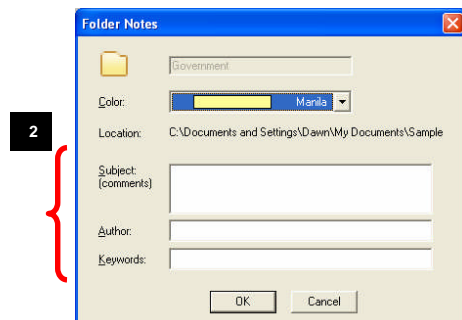 Folder Notes
Government
Color: Manila
2
Location: C:\Documents and Settings\Dawn\My Documents\Sample
Subject:
(comments)
Author:
Keywords:
OK Cancel